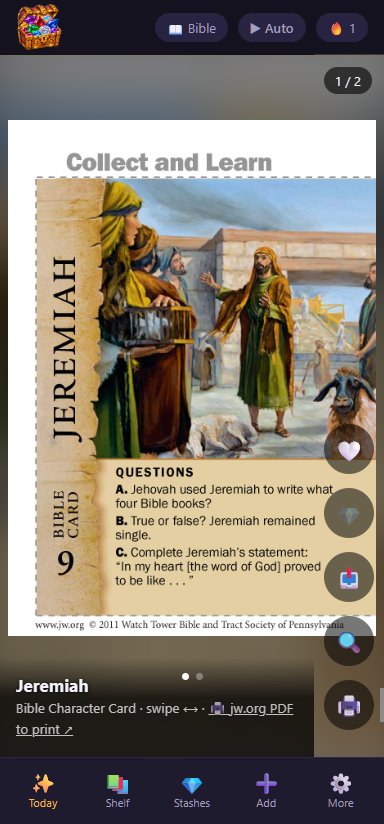 Bible
Auto
1
1 / 2
Collect and Learn
JEREMIAH
BIBLE
CARD
9
QUESTIONS
A. Jehovah used Jeremiah to write what
four Bible books?
B. True or false? Jeremiah remained
single.
C. Complete Jeremiah's statement:
“In my heart [the word of God] proved
to be like . . . ”
www.jw.org © 2011 Watch Tower Bible and Tract Society of Pennsylvania
Jeremiah
Bible Character Card · swipe ↔ · jw.org PDF
to print ↗
Today
Shelf
Stashes
Add
More